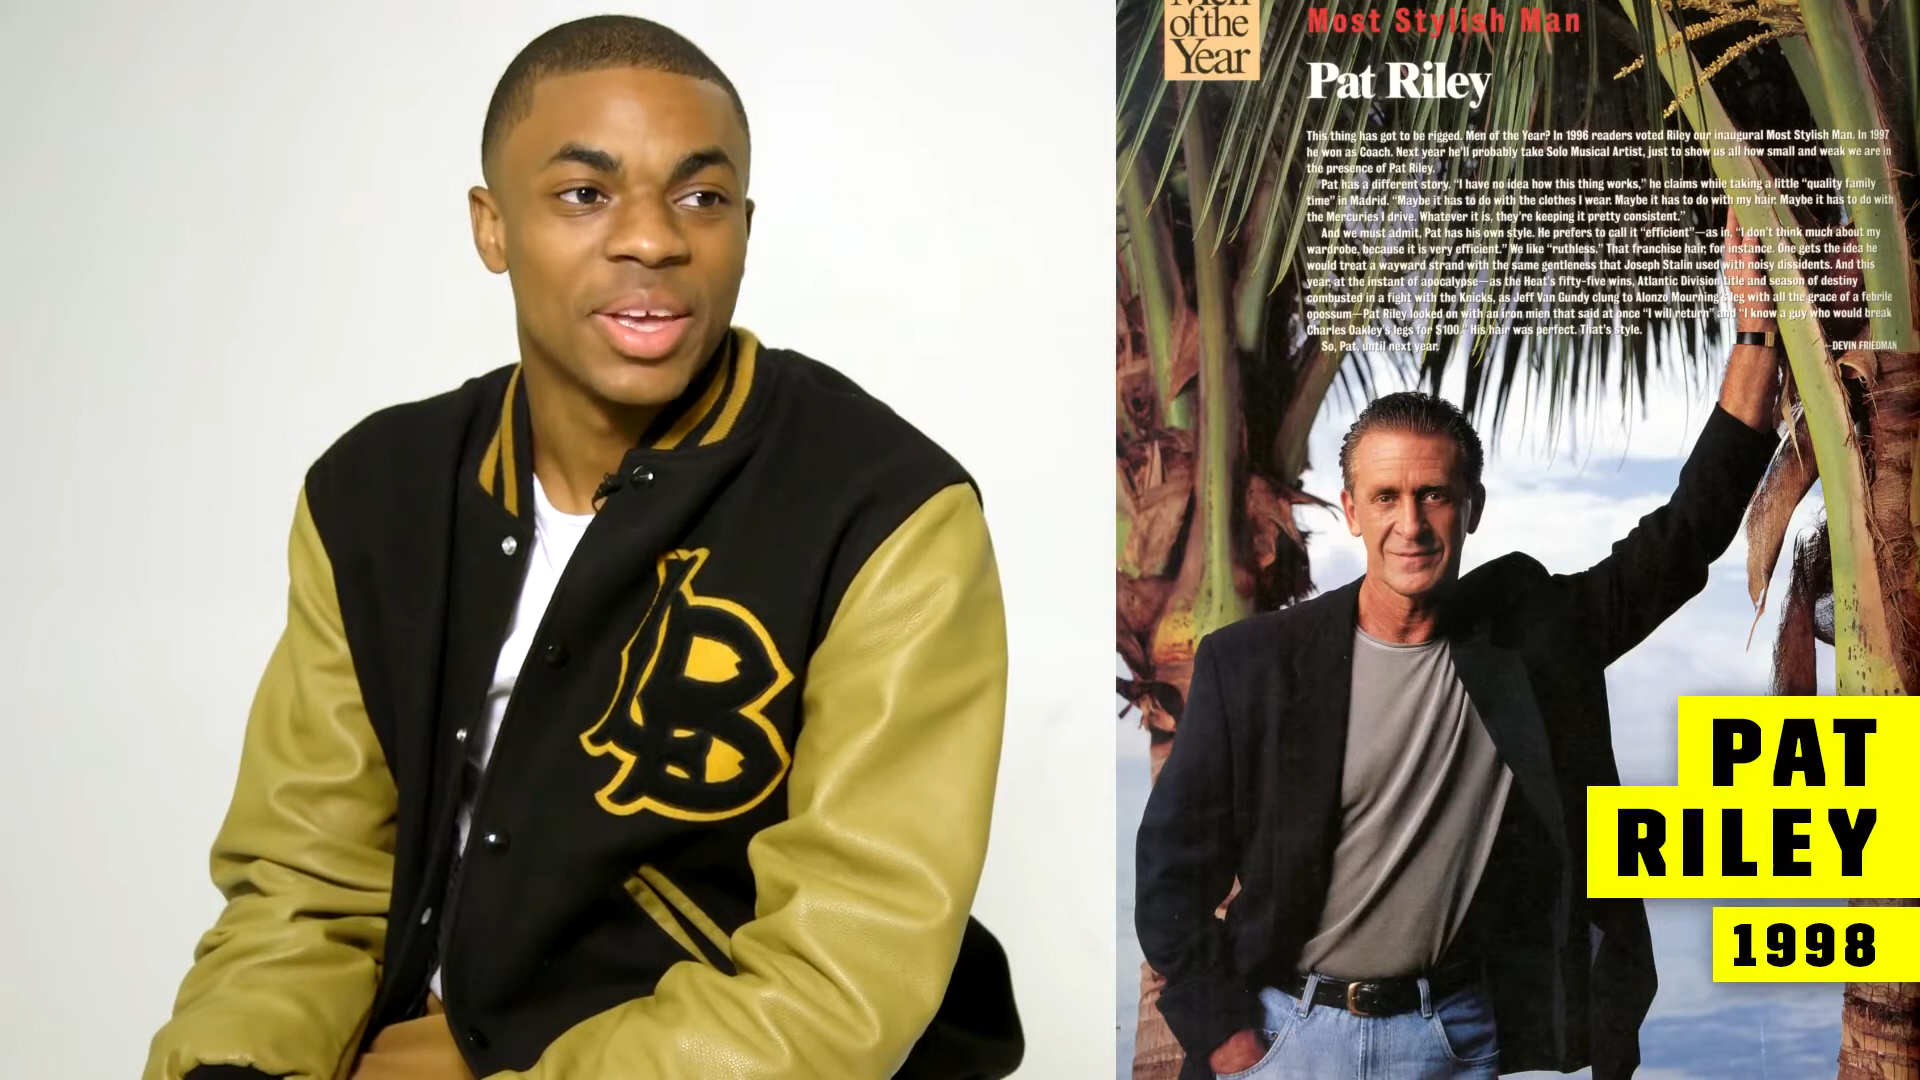 Men
of the
Year
Most Stylish Man
Pat Riley
This thing has got to be rigged. Men of the Year? In 1996 readers voted Riley our inaugural Most Stylish Man. In 1997
he won as Coach. Next year he'll probably take Solo Musical Artist, just to show us all how small and weak we are in
the presence of Pat Riley.
Pat has a different story. "I have no idea how this thing works," he claims while taking a little "quality family
time" in Madrid. "Maybe it has to do with the clothes I wear. Maybe it has to do with my hair. Maybe it has to do with
the Mercuries I drive. Whatever it is, they're keeping it pretty consistent."
And we must admit, Pat has his own style. He prefers to call it "efficient"—as in, "I don't think much about my
wardrobe, because it is very efficient." We like "ruthless." That franchise hair, for instance. One gets the idea he
would treat a wayward strand with the same gentleness that Joseph Stalin used with noisy dissidents. And this
year, at the instant of apocalypse—as the Heat's fifty-five wins, Atlantic Division title and season of destiny
combusted in a fight with the Knicks, as Jeff Van Gundy clung to Alonzo Mourning's leg with all the grace of a febrile
opossum—Pat Riley looked on with an iron mien that said at once "I will return" and "I know a guy who would break
Charles Oakley's legs for $100." His hair was perfect. That's style.
So, Pat, until next year.
—DEVIN FRIEDMAN
LB
PAT
RILEY
1998